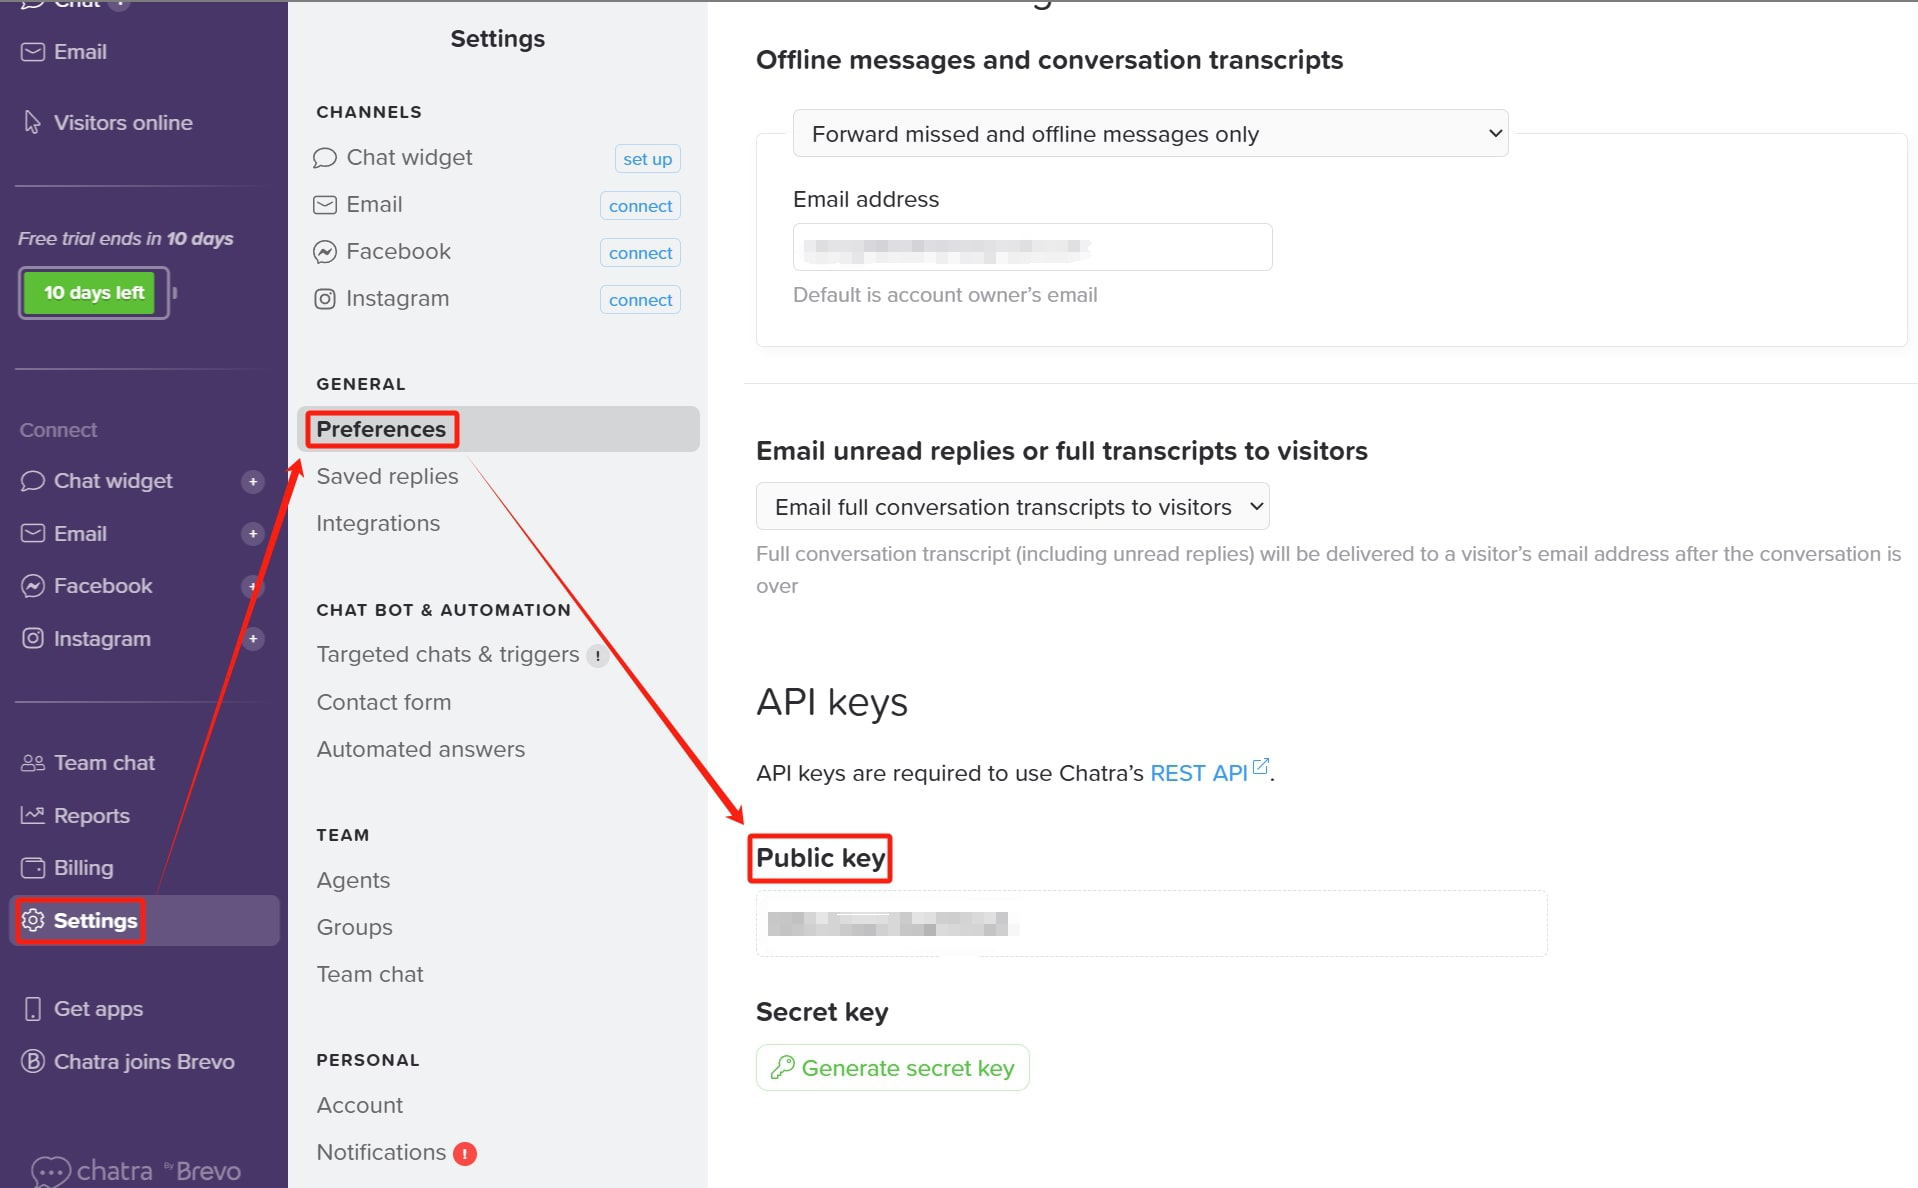 Chat
Email
Visitors online
Free trial ends in 10 days
10 days left
Connect
Chat widget
Email
Facebook
Instagram
Team chat
Reports
Billing
Settings
Get apps
Chatra joins Brevo
chatra By Brevo
Settings
CHANNELS
Chat widget set up
Email connect
Facebook connect
Instagram connect
GENERAL
Preferences
Saved replies
Integrations
CHAT BOT & AUTOMATION
Targeted chats & triggers !
Contact form
Automated answers
TEAM
Agents
Groups
Team chat
PERSONAL
Account
Notifications !
Offline messages and conversation transcripts
Forward missed and offline messages only
Email address
Default is account owner’s email
Email unread replies or full transcripts to visitors
Email full conversation transcripts to visitors
Full conversation transcript (including unread replies) will be delivered to a visitor’s email address after the conversation is
over
API keys
API keys are required to use Chatra’s REST API.
Public key
Secret key
Generate secret key